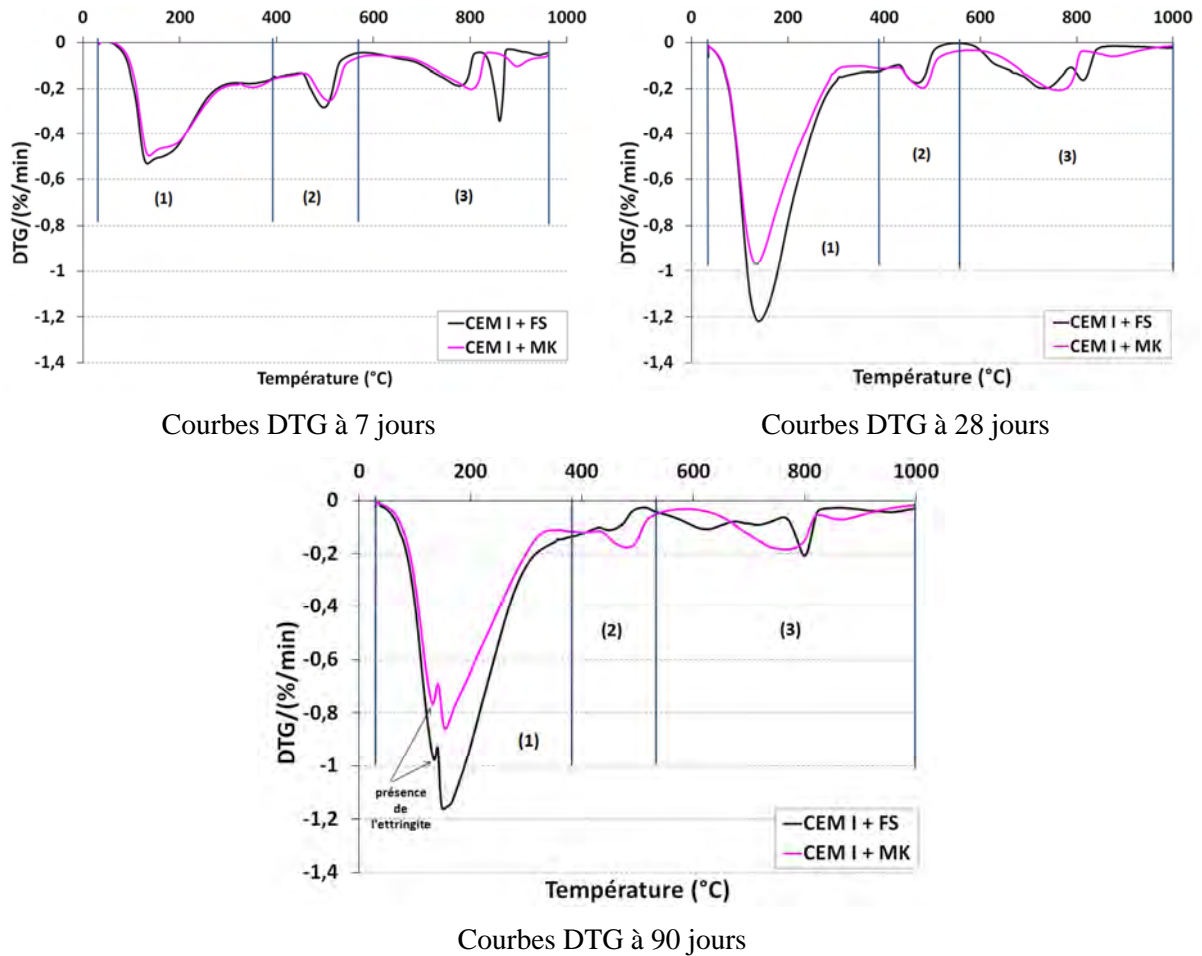 0 200 400 600 800 1000
0
-0,2
-0,4
-0,6
-0,8
-1
-1,2
-1,4
DTG/(%/min)
(1)
(2)
(3)
CEM I + FS
CEM I + MK
Température (°C)
Courbes DTG à 7 jours
0 200 400 600 800 1000
0
-0,2
-0,4
-0,6
-0,8
-1
-1,2
-1,4
DTG/(%/min)
(1)
(2)
(3)
CEM I + FS
CEM I + MK
Température (°C)
Courbes DTG à 28 jours
0 200 400 600 800 1000
0
-0,2
-0,4
-0,6
-0,8
-1
-1,2
-1,4
DTG/(%/min)
(1)
(2)
(3)
présence
de
l'ettringite
CEM I + FS
CEM I + MK
Température (°C)
Courbes DTG à 90 jours